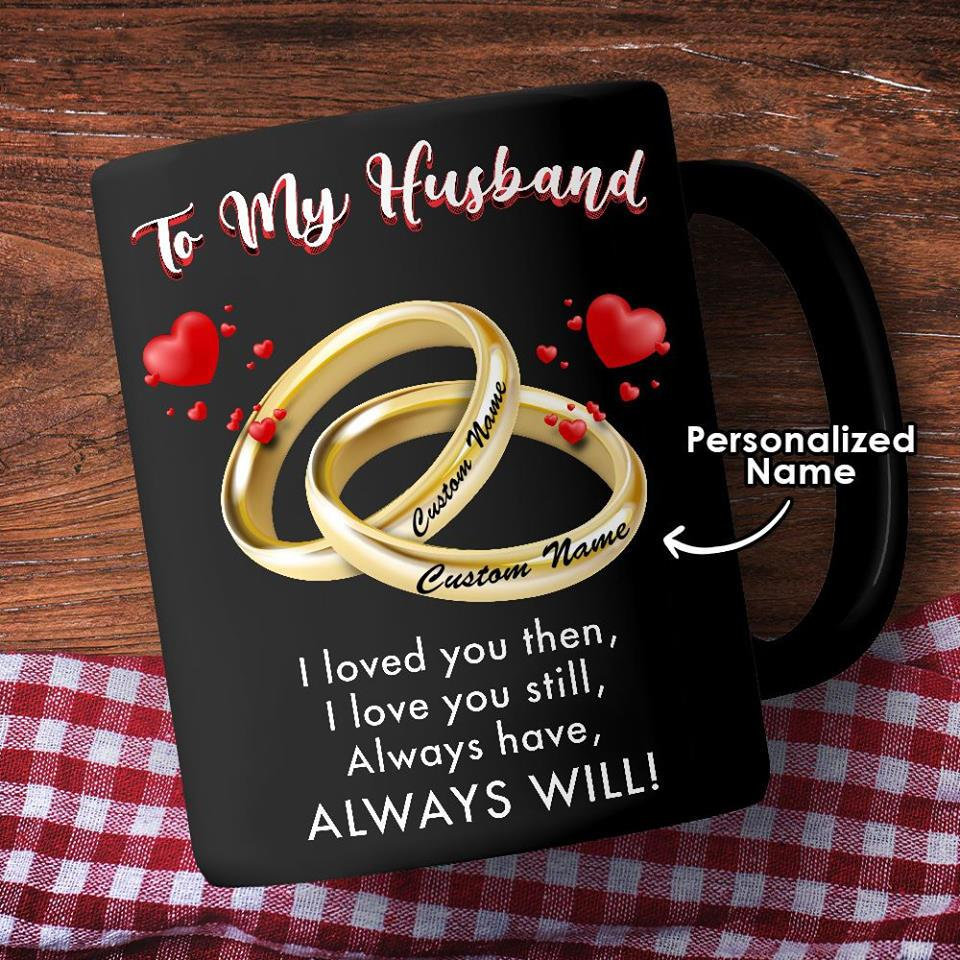 To My Husband
Custom Name
Custom Name
Personalized
Name
I loved you then,
I love you still,
Always have,
ALWAYS WILL!